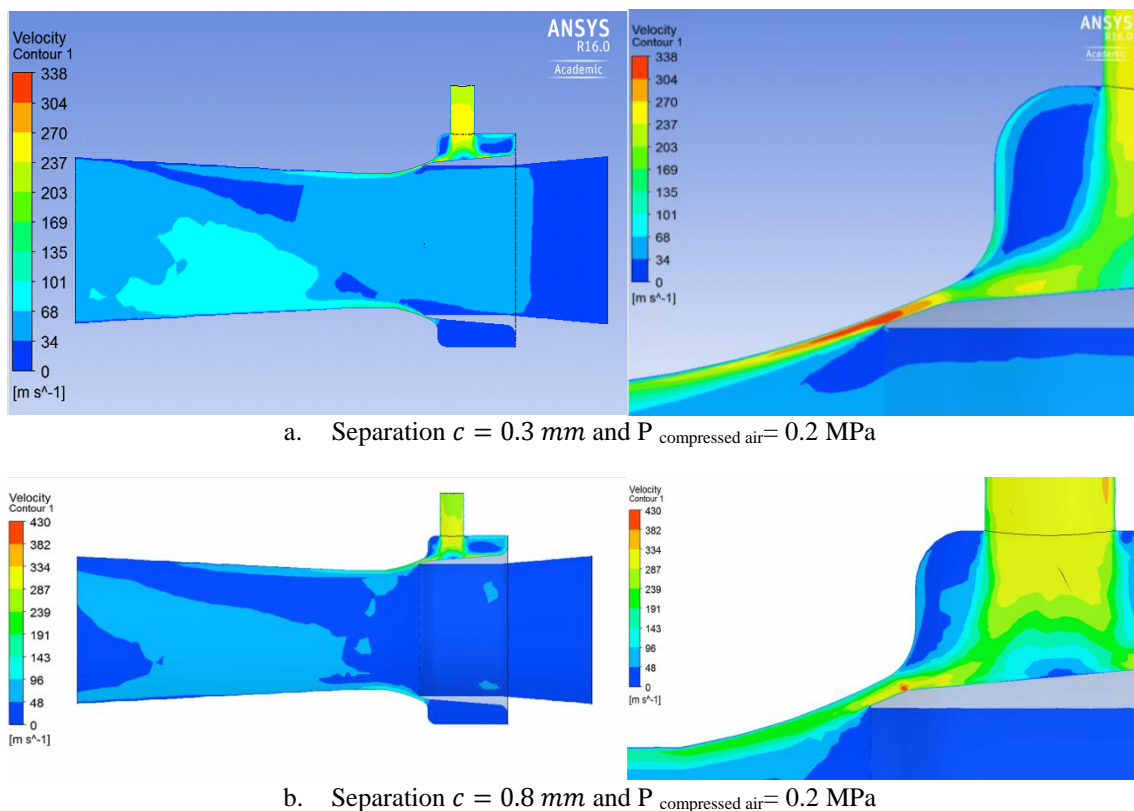 Velocity
Contour 1
338
304
270
237
203
169
135
101
68
34
0
[m s^-1]
ANSYS
R16.0
Academic
Velocity
Contour 1
338
304
270
237
203
169
135
101
68
34
0
[m s^-1]
ANSYS
R16.0
Academic
a. Separation c = 0.3 mm and P compressed air= 0.2 MPa
Velocity
Contour 1
430
382
334
287
239
191
143
96
48
0
[m s^-1]
Velocity
Contour 1
430
382
334
287
239
191
143
96
48
0
[m s^-1]
b. Separation c = 0.8 mm and P compressed air= 0.2 MPa